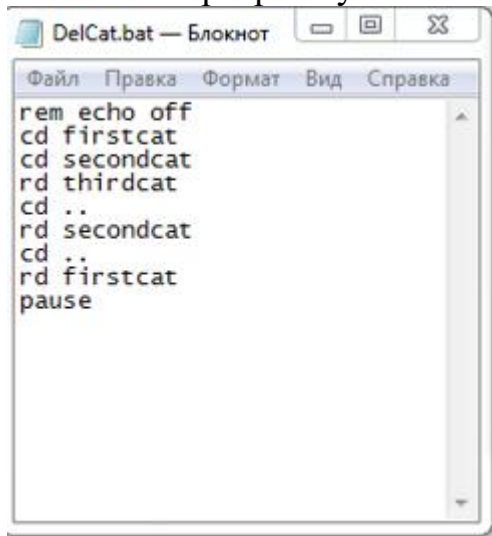 DelCat.bat — Блокнот
Файл Правка Формат Вид Справка
rem echo off
cd firstcat
cd secondcat
rd thirdcat
cd ..
rd secondcat
cd ..
rd firstcat
pause